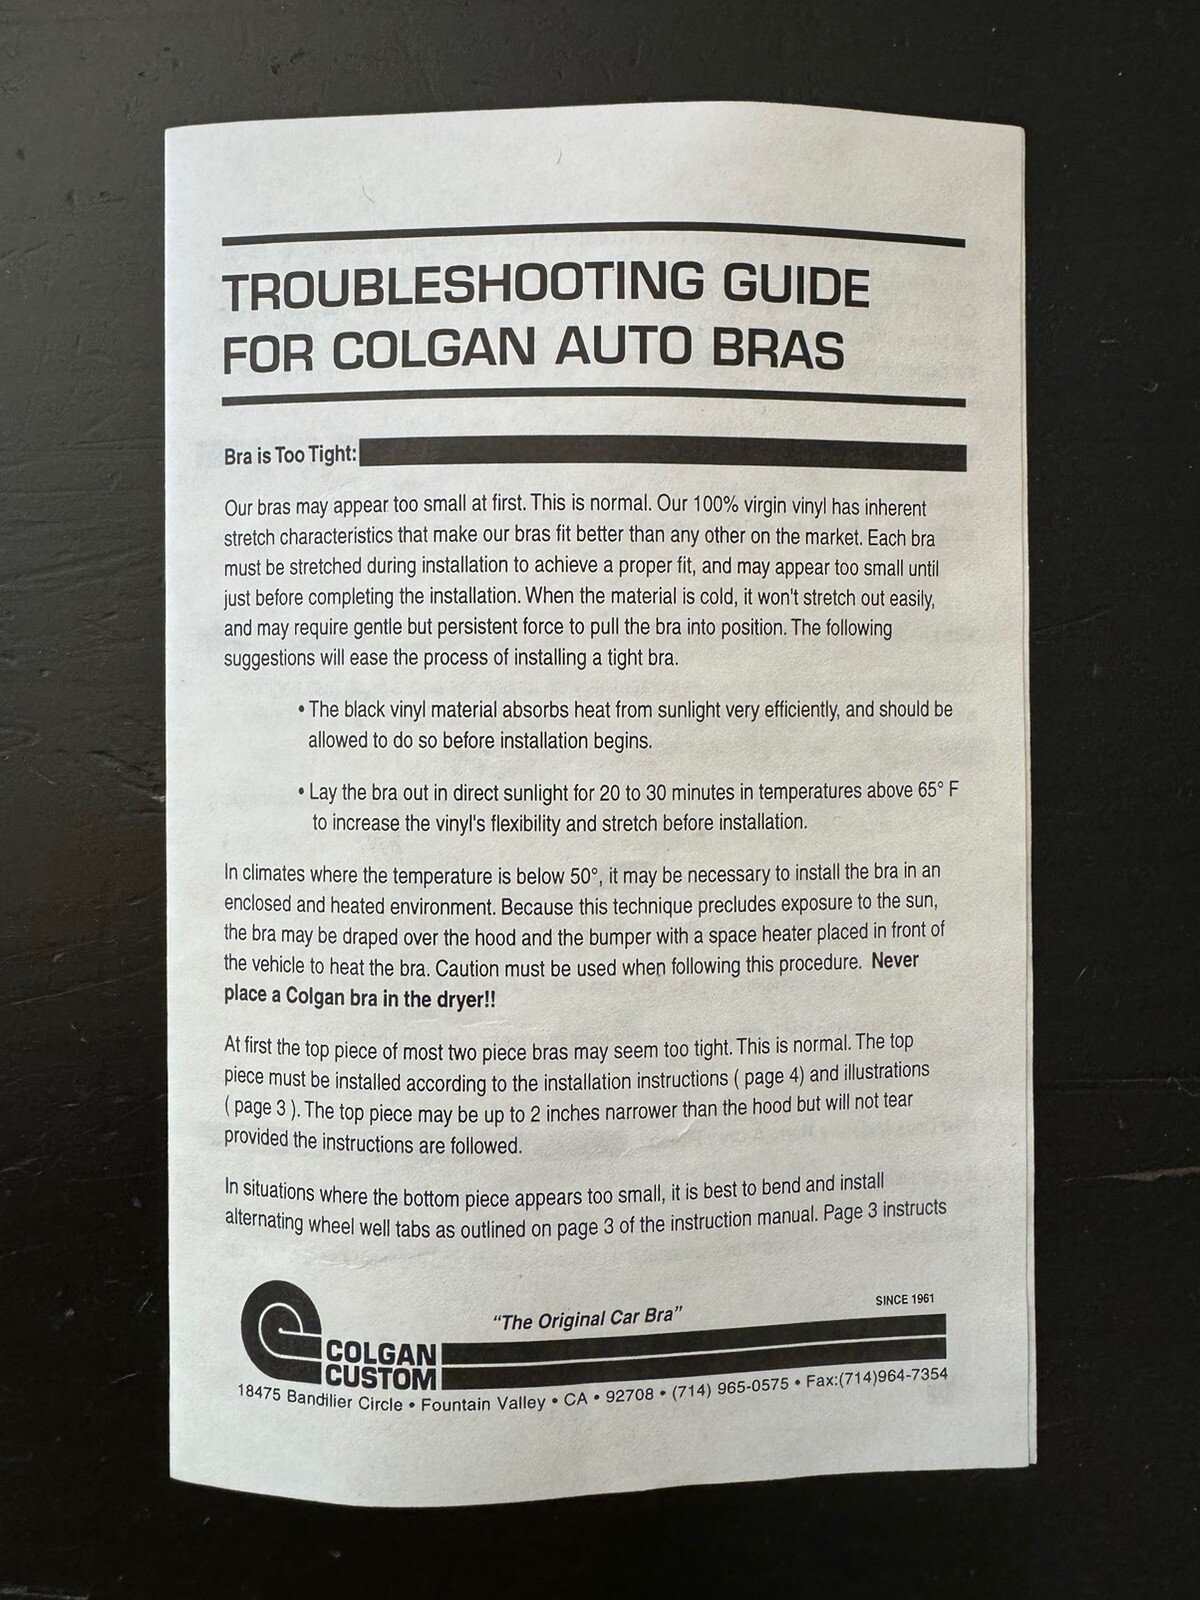 TROUBLESHOOTING GUIDE
FOR COLGAN AUTO BRAS
Bra is Too Tight:
Our bras may appear too small at first. This is normal. Our 100% virgin vinyl has inherent
stretch characteristics that make our bras fit better than any other on the market. Each bra
must be stretched during installation to achieve a proper fit, and may appear too small until
just before completing the installation. When the material is cold, it won't stretch out easily,
and may require gentle but persistent force to pull the bra into position. The following
suggestions will ease the process of installing a tight bra.
• The black vinyl material absorbs heat from sunlight very efficiently, and should be
allowed to do so before installation begins.
• Lay the bra out in direct sunlight for 20 to 30 minutes in temperatures above 65° F
to increase the vinyl's flexibility and stretch before installation.
In climates where the temperature is below 50°, it may be necessary to install the bra in an
enclosed and heated environment. Because this technique precludes exposure to the sun,
the bra may be draped over the hood and the bumper with a space heater placed in front of
the vehicle to heat the bra. Caution must be used when following this procedure. Never
place a Colgan bra in the dryer!!
At first the top piece of most two piece bras may seem too tight. This is normal. The top
piece must be installed according to the installation instructions ( page 4) and illustrations
( page 3 ). The top piece may be up to 2 inches narrower than the hood but will not tear
provided the instructions are followed.
In situations where the bottom piece appears too small, it is best to bend and install
alternating wheel well tabs as outlined on page 3 of the instruction manual. Page 3 instructs
"The Original Car Bra"
SINCE 1961
COLGAN
CUSTOM
18475 Bandilier Circle • Fountain Valley • CA • 92708 • (714) 965-0575 • Fax:(714)964-7354